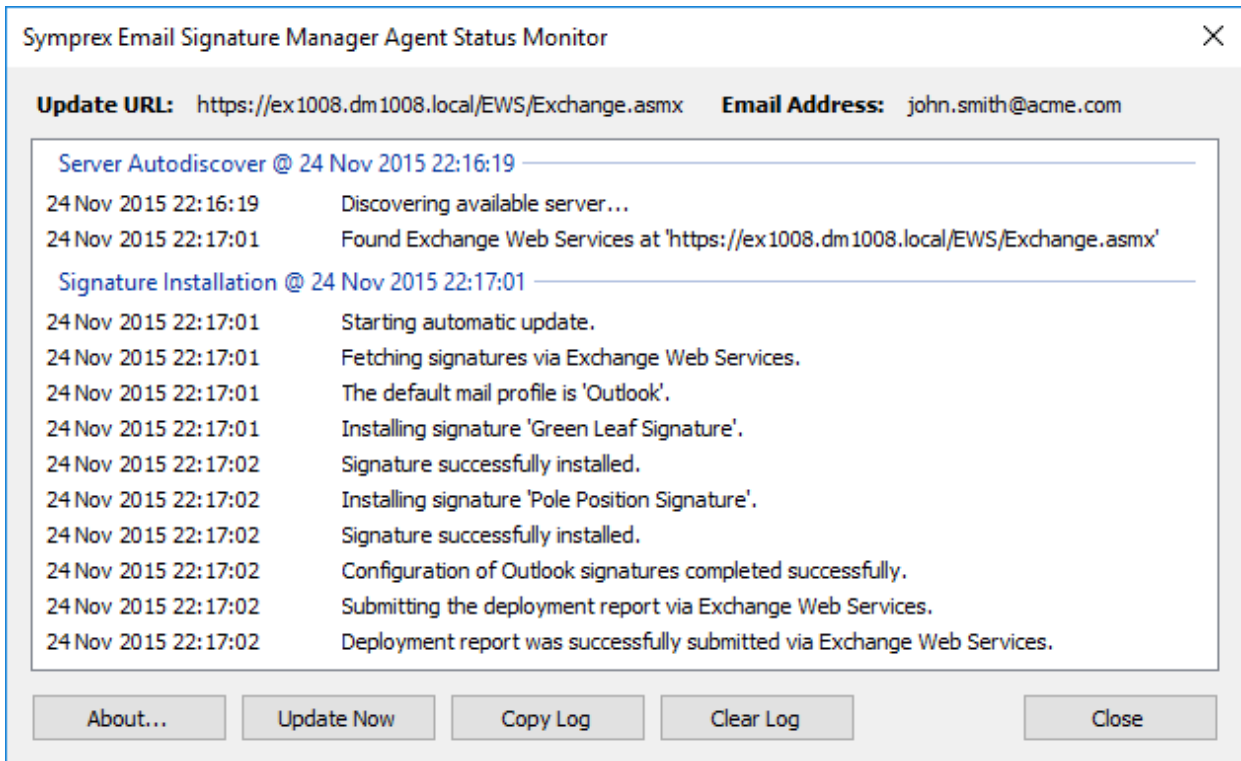 Symprex Email Signature Manager Agent Status Monitor
Update URL: https://ex1008.dm1008.local/EWS/Exchange.asmx Email Address: john.smith@acme.com
Server Autodiscover @ 24 Nov 2015 22:16:19
24 Nov 2015 22:16:19 Discovering available server...
24 Nov 2015 22:17:01 Found Exchange Web Services at 'https://ex1008.dm1008.local/EWS/Exchange.asmx'
Signature Installation @ 24 Nov 2015 22:17:01
24 Nov 2015 22:17:01 Starting automatic update.
24 Nov 2015 22:17:01 Fetching signatures via Exchange Web Services.
24 Nov 2015 22:17:01 The default mail profile is 'Outlook'.
24 Nov 2015 22:17:01 Installing signature 'Green Leaf Signature'.
24 Nov 2015 22:17:02 Signature successfully installed.
24 Nov 2015 22:17:02 Installing signature 'Pole Position Signature'.
24 Nov 2015 22:17:02 Signature successfully installed.
24 Nov 2015 22:17:02 Configuration of Outlook signatures completed successfully.
24 Nov 2015 22:17:02 Submitting the deployment report via Exchange Web Services.
24 Nov 2015 22:17:02 Deployment report was successfully submitted via Exchange Web Services.
About... Update Now Copy Log Clear Log Close